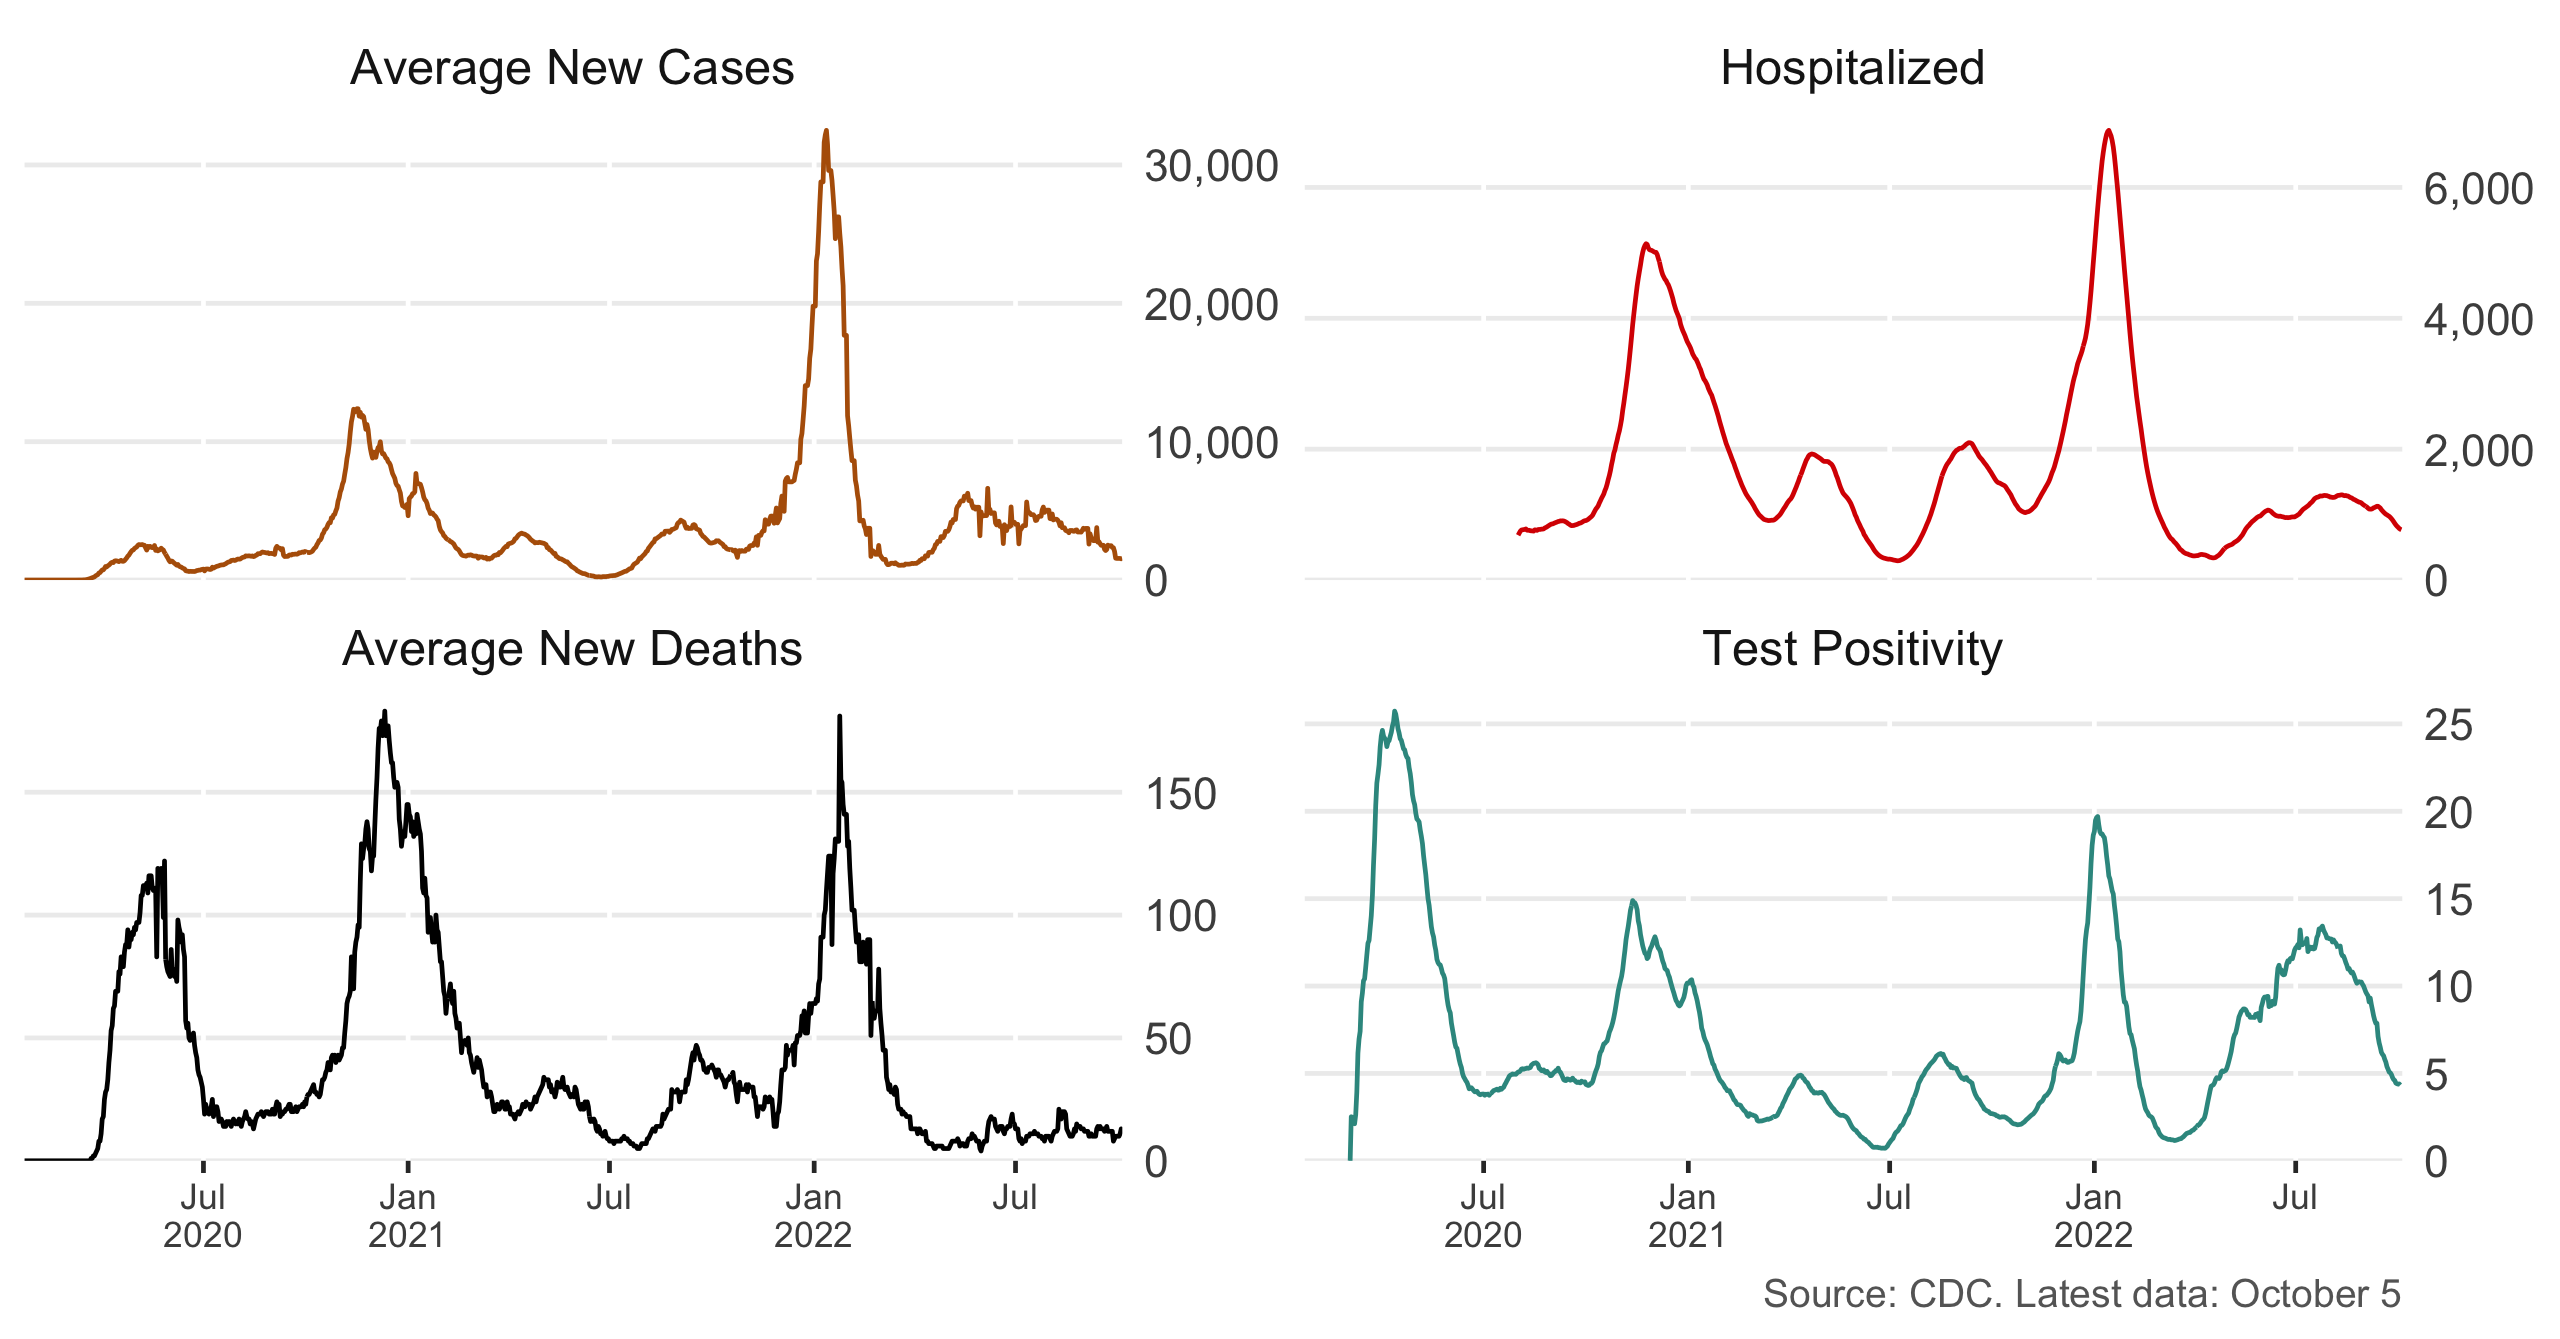 Average New Cases
30,000
20,000
10,000
0
Hospitalized
6,000
4,000
2,000
0
Average New Deaths
150
100
50
0
Jul Jan Jul Jan Jul
2020 2021 2022
Test Positivity
25
20
15
10
5
0
Jul Jan Jul Jan Jul
2020 2021 2022
Source: CDC. Latest data: October 5